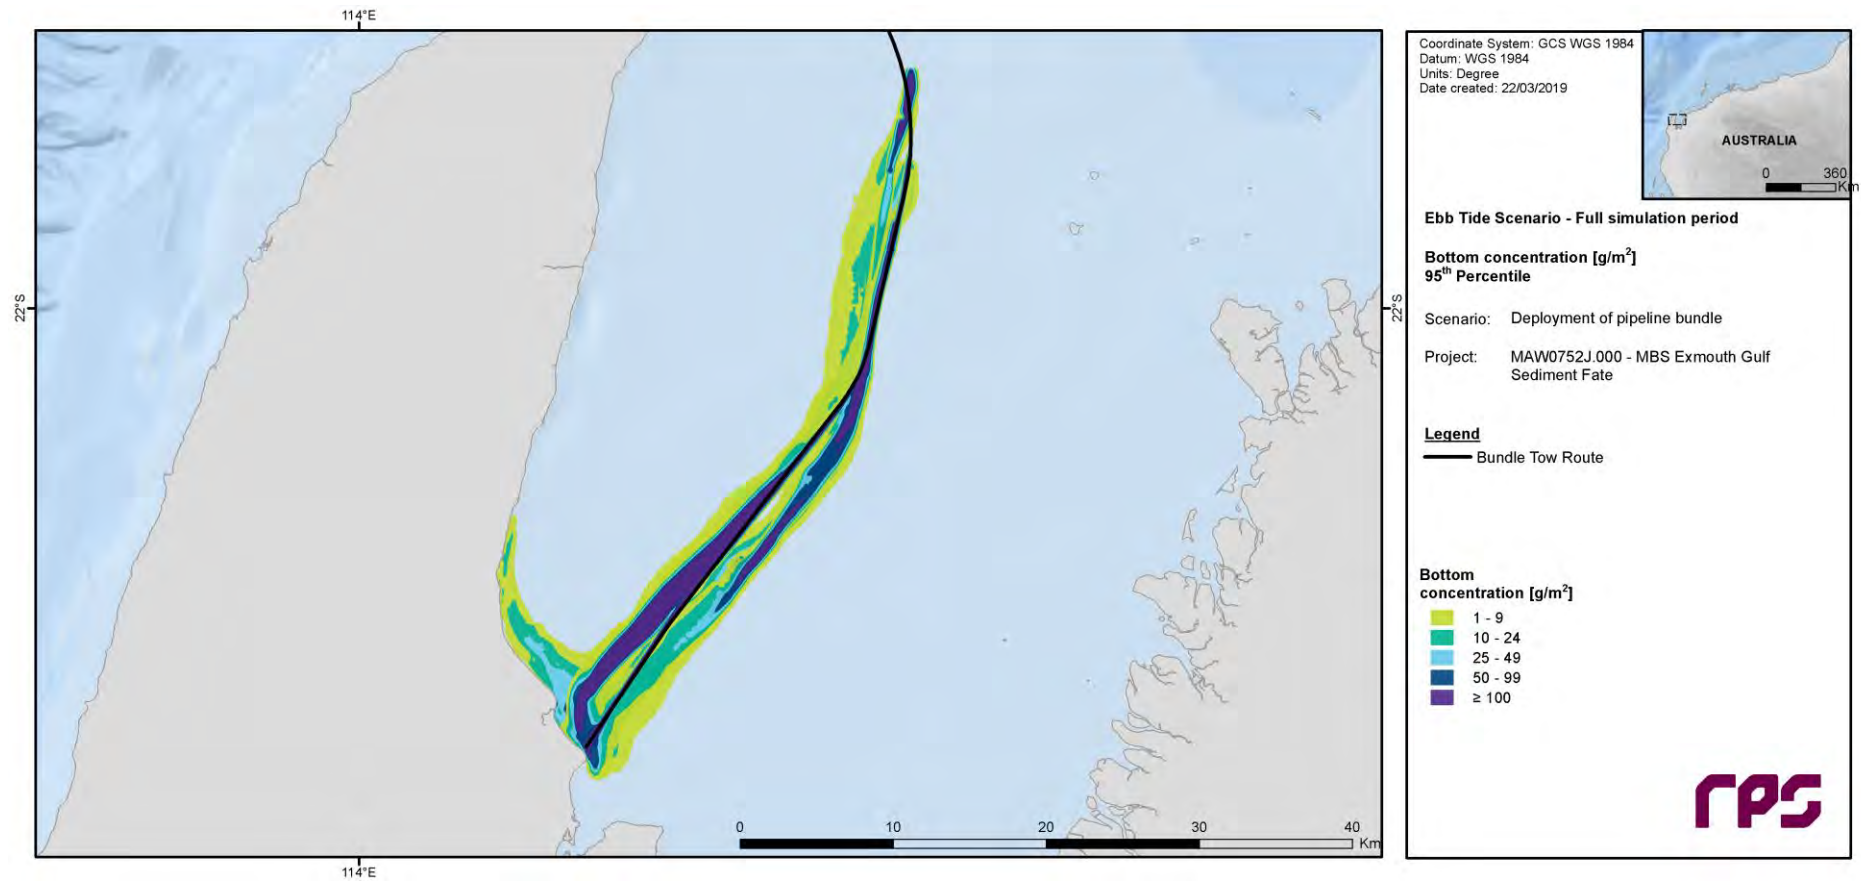 114°E
22°S
22°S
0 10 20 30 40
Km
114°E
Coordinate System: GCS WGS 1984
Datum: WGS 1984
Units: Degree
Date created: 22/03/2019
AUSTRALIA
0 360
Km
Ebb Tide Scenario - Full simulation period
Bottom concentration [g/m²]
95th Percentile
Scenario: Deployment of pipeline bundle
Project: MAW0752J.000 - MBS Exmouth Gulf
Sediment Fate
Legend
Bundle Tow Route
Bottom
concentration [g/m²]
1 - 9
10 - 24
25 - 49
50 - 99
≥ 100
rps